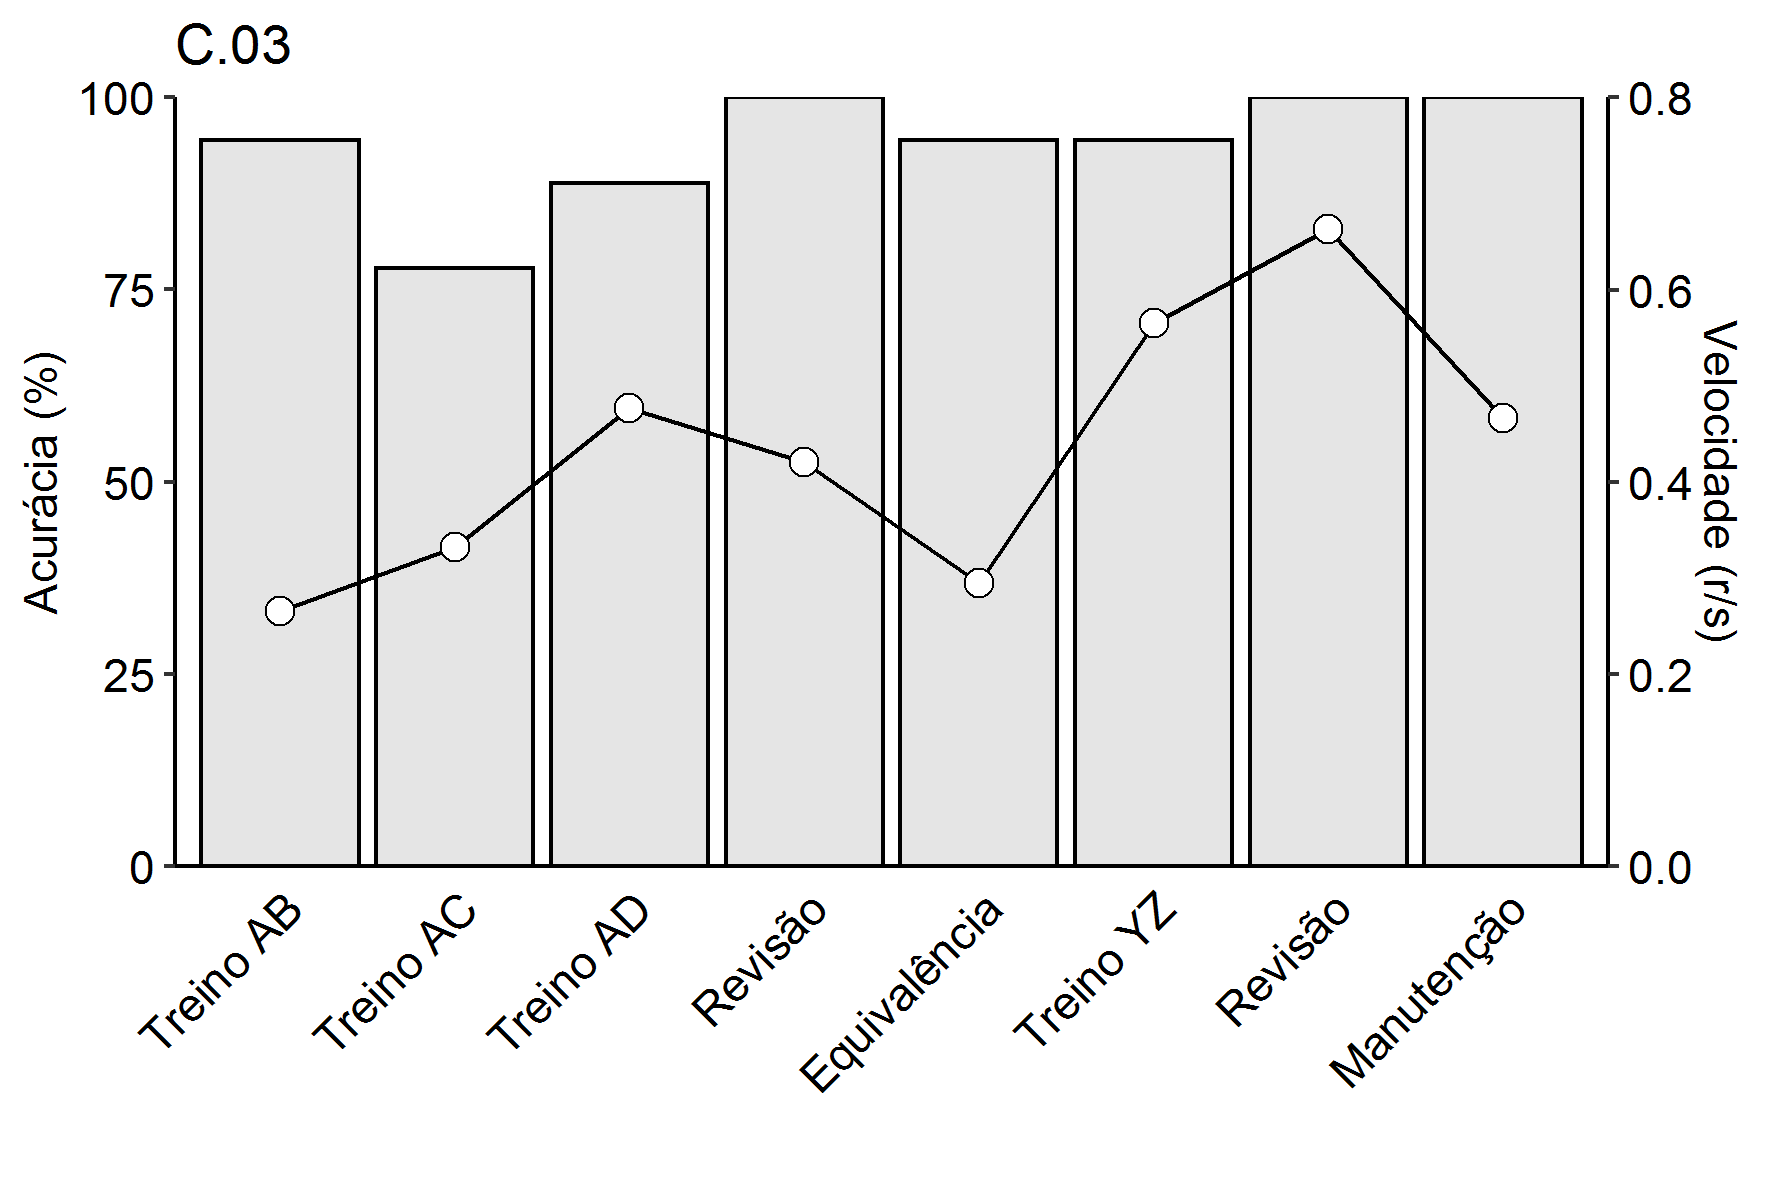 C.03
100
75
50
25
0
Acurácia (%)
0.8
0.6
0.4
0.2
0.0
Velocidade (r/s)
Treino AB
Treino AC
Treino AD
Revisão
Equivalência
Treino YZ
Revisão
Manutenção